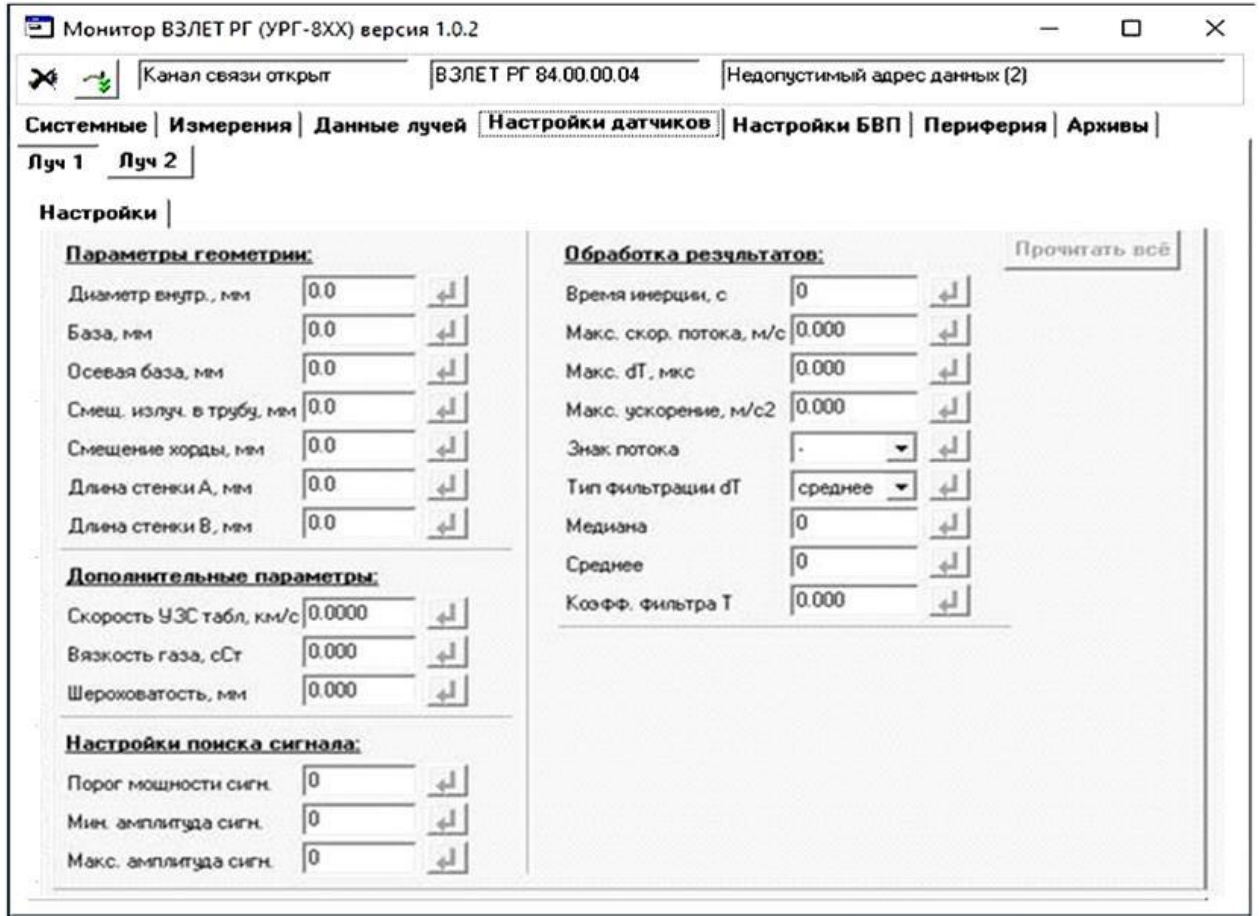 Монитор ВЗЛЕТ РГ (УРГ-8ХХ) версия 1.0.2
Канал связи открыт ВЗЛЕТ РГ 84.00.00.04 Недопустимый адрес данных (2)
Системные Измерения Данные лучей Настройки датчиков Настройки БВП Периферия Архивы
Луч 1 Луч 2
Настройки
Параметры геометрии:
Диаметр внутр., мм 0.0
База, мм 0.0
Осевая база, мм 0.0
Смещ. излуч. в трубу, мм 0.0
Смещение хорды, мм 0.0
Длина стенки А, мм 0.0
Длина стенки В, мм 0.0
Дополнительные параметры:
Скорость УЗС табл, км/с 0.0000
Вязкость газа, сСт 0.000
Шероховатость, мм 0.000
Настройки поиска сигнала:
Порог мощности сигн. 0
Мин. амплитуда сигн. 0
Макс. амплитуда сигн. 0
Обработка результатов:
Время инерции, с 0
Макс. скор. потока, м/с 0.000
Макс. dT, мкс 0.000
Макс. ускорение, м/с2 0.000
Знак потока -
Тип фильтрации dT среднее
Медиана 0
Среднее 0
Коэфф. фильтра Т 0.000
Прочитать всё